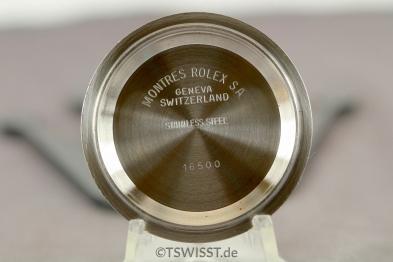 MONTRES ROLEX S.A.
GENEVA
SWITZERLAND
STAINLESS STEEL
16500
©TSWISST.de